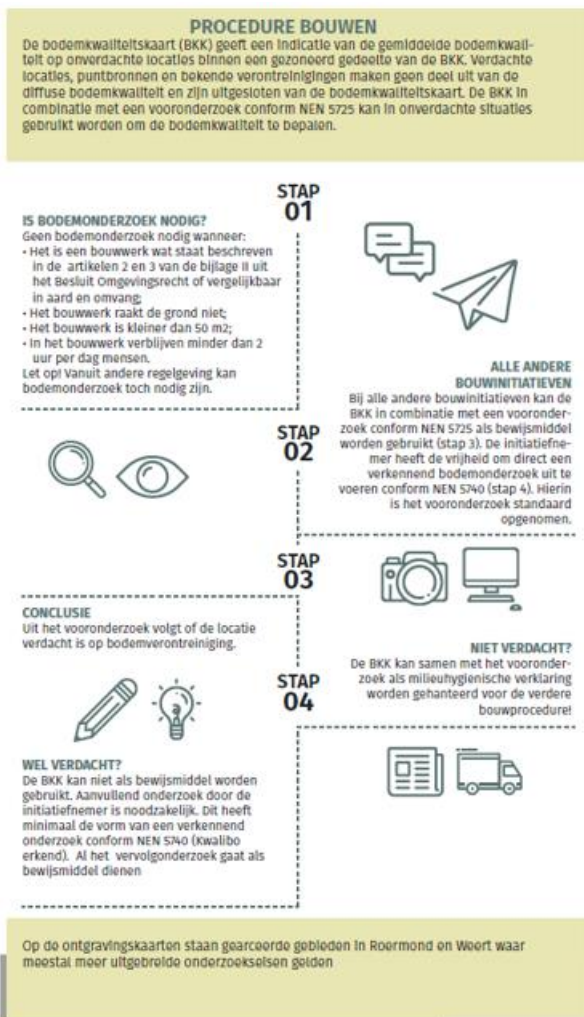 PROCEDURE BOUWEN
De bodemkwaliteitskaart (BKK) geeft een indicatie van de gemiddelde bodemkwali-
teit op onverdachte locaties binnen een gezoneerd gedeelte van de BKK. Verdachte
locaties, puntbronnen en bekende verontreinigingen maken geen deel uit van de
diffuse bodemkwaliteit en zijn uitgesloten van de bodemkwaliteitskaart. De BKK in
combinatie met een vooronderzoek conform NEN 5725 kan in onverdachte situaties
gebruikt worden om de bodemkwaliteit te bepalen.
STAP
01
IS BODEMONDERZOEK NODIG?
Geen bodemonderzoek nodig wanneer:
• Het is een bouwwerk wat staat beschreven
in de artikelen 2 en 3 van de bijlage II uit
het Besluit Omgevingsrecht of vergelijkbaar
in aard en omvang;
• Het bouwwerk raakt de grond niet;
• Het bouwwerk is kleiner dan 50 m2;
• In het bouwwerk verblijven minder dan 2
uur per dag mensen.
Let op! Vanuit andere regelgeving kan
bodemonderzoek toch nodig zijn.
STAP
02
ALLE ANDERE
BOUWINITIATIEVEN
Bij alle andere bouwinitiatieven kan de
BKK in combinatie met een vooronder-
zoek conform NEN 5725 als bewijsmiddel
worden gebruikt (stap 3). De initiatiefne-
mer heeft de vrijheid om direct een
verkennend bodemonderzoek uit te
voeren conform NEN 5740 (stap 4). Hierin
is het vooronderzoek standaard
opgenomen.
STAP
03
CONCLUSIE
Uit het vooronderzoek volgt of de locatie
verdacht is op bodemverontreiniging.
NIET VERDACHT?
De BKK kan samen met het vooronder-
zoek als milieuhygienische verklaring
worden gehanteerd voor de verdere
bouwprocedure!
STAP
04
WEL VERDACHT?
De BKK kan niet als bewijsmiddel worden
gebruikt. Aanvullend onderzoek door de
initiatiefnemer is noodzakelijk. Dit heeft
minimaal de vorm van een verkennend
onderzoek conform NEN 5740 (Kwalibo
erkend). Al het vervolgonderzoek gaat als
bewijsmiddel dienen
Op de ontgravingskaarten staan gearceerde gebieden in Roermond en Weert waar
meestal meer uitgebreide onderzoekseisen gelden